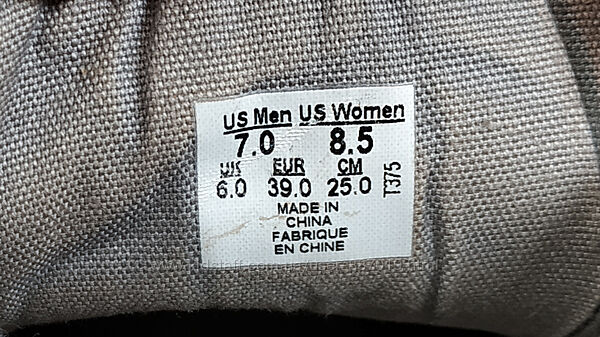 US Men US Women
7.0 8.5
UK EUR CM
6.0 39.0 25.0
T375
MADE IN
CHINA
FABRIQUE
EN CHINE